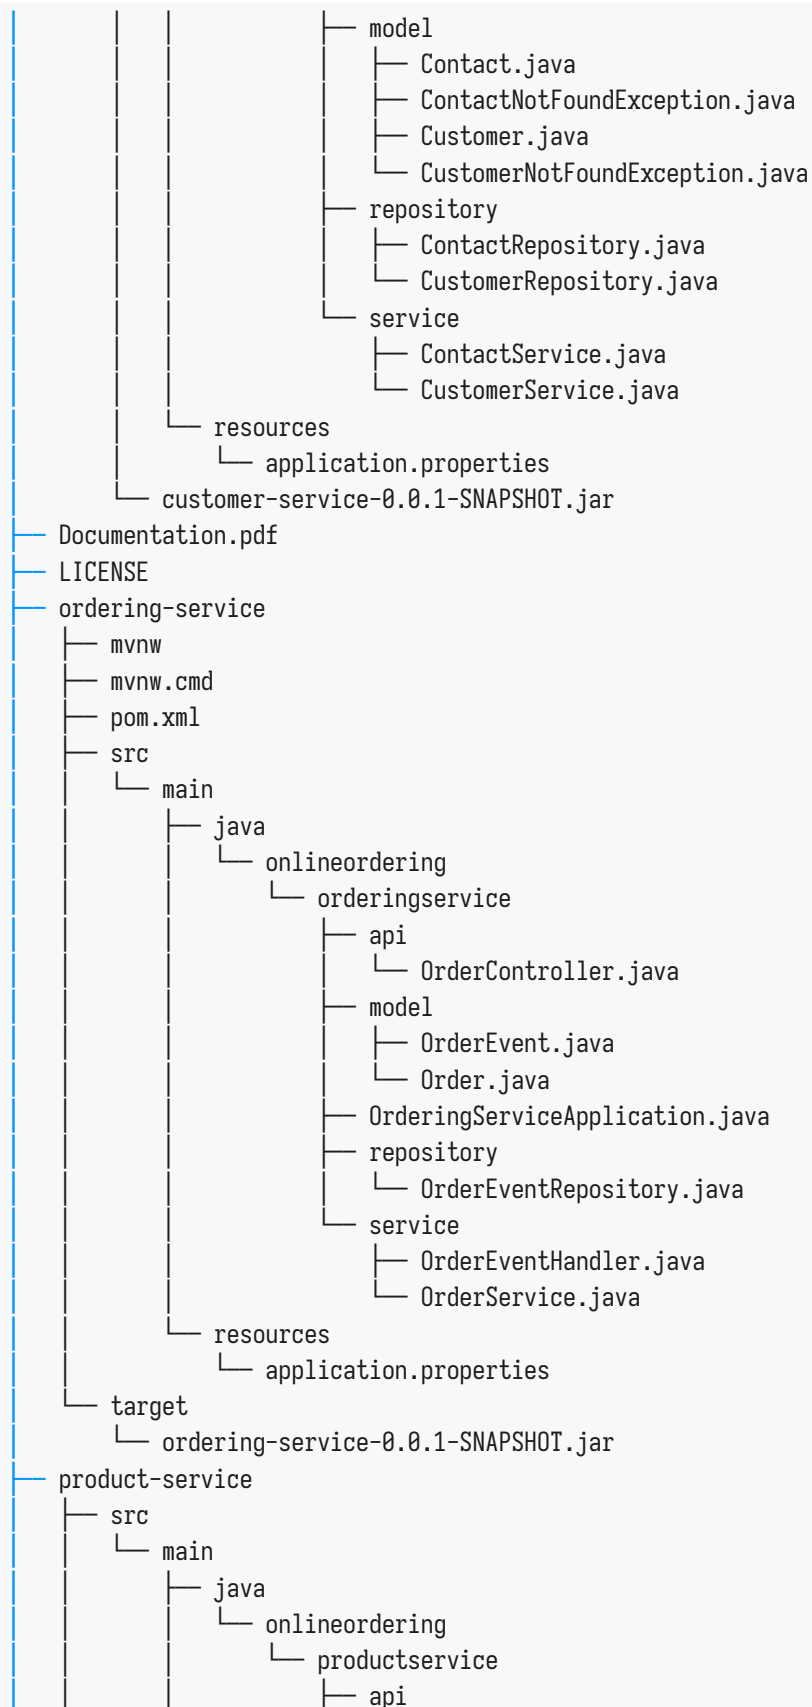 model
Contact.java
ContactNotFoundException.java
Customer.java
CustomerNotFoundException.java
repository
ContactRepository.java
CustomerRepository.java
service
ContactService.java
CustomerService.java
resources
application.properties
customer-service-0.0.1-SNAPSHOT.jar
Documentation.pdf
LICENSE
ordering-service
mvnw
mvnw.cmd
pom.xml
src
main
java
onlineordering
orderingservice
api
OrderController.java
model
OrderEvent.java
Order.java
OrderingServiceApplication.java
repository
OrderEventRepository.java
service
OrderEventHandler.java
OrderService.java
resources
application.properties
target
ordering-service-0.0.1-SNAPSHOT.jar
product-service
src
main
java
onlineordering
productservice
api